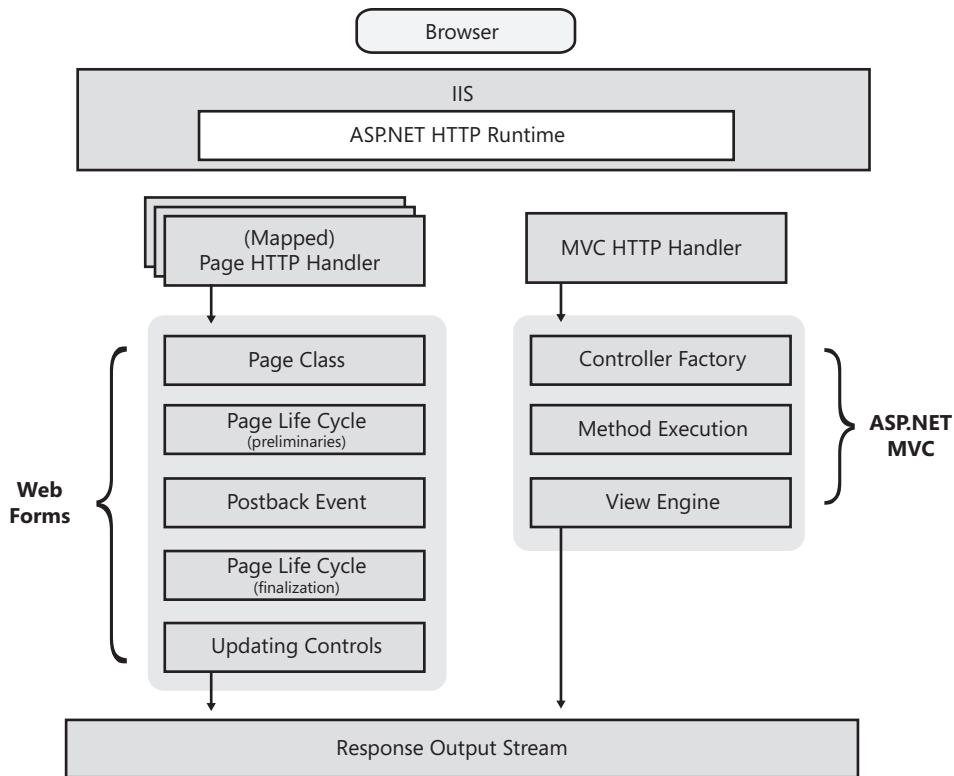 Browser
IIS
ASP.NET HTTP Runtime
(Mapped)
Page HTTP Handler
MVC HTTP Handler
Web
Forms
Page Class
Page Life Cycle
(preliminaries)
Postback Event
Page Life Cycle
(finalization)
Updating Controls
Controller Factory
Method Execution
View Engine
ASP.NET
MVC
Response Output Stream